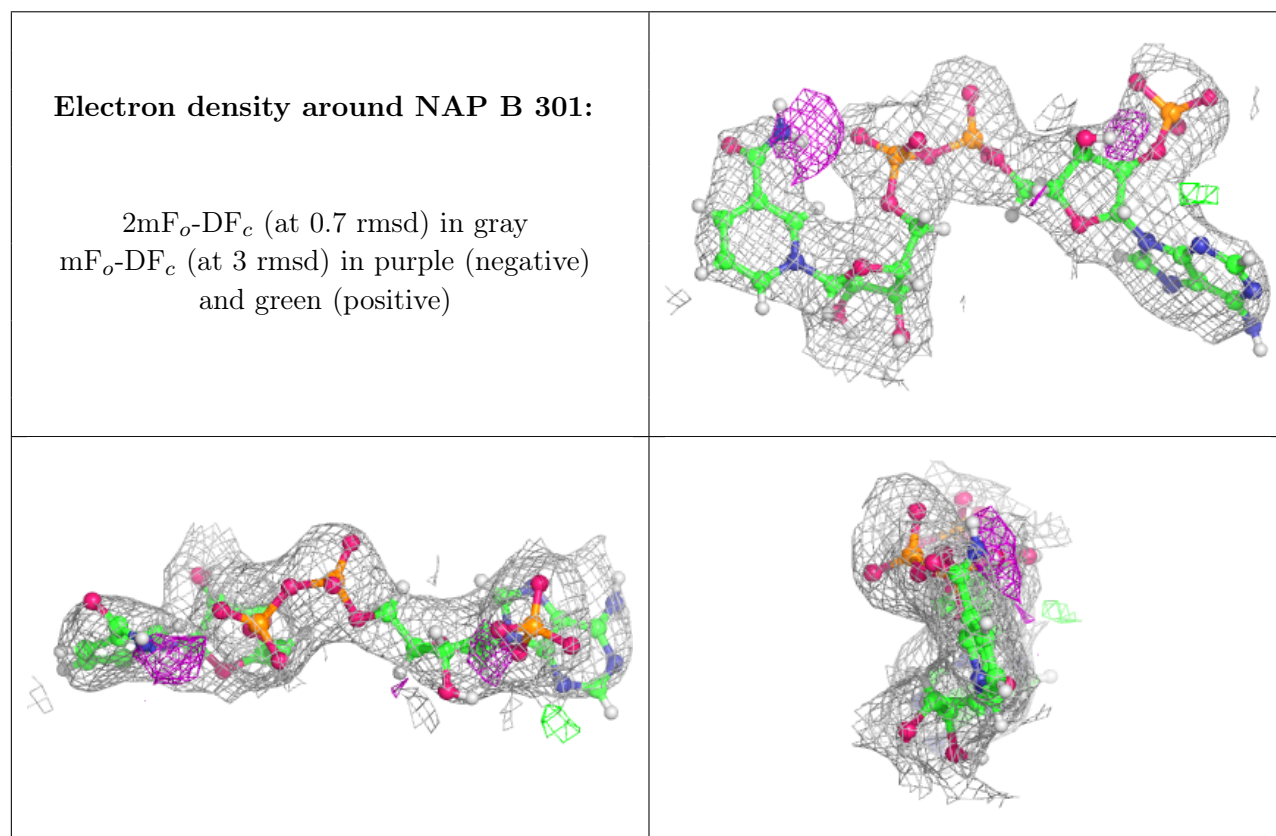 Electron density around NAP B 301:
2mFo-DFc (at 0.7 rmsd) in gray
mFo-DFc (at 3 rmsd) in purple (negative)
and green (positive)